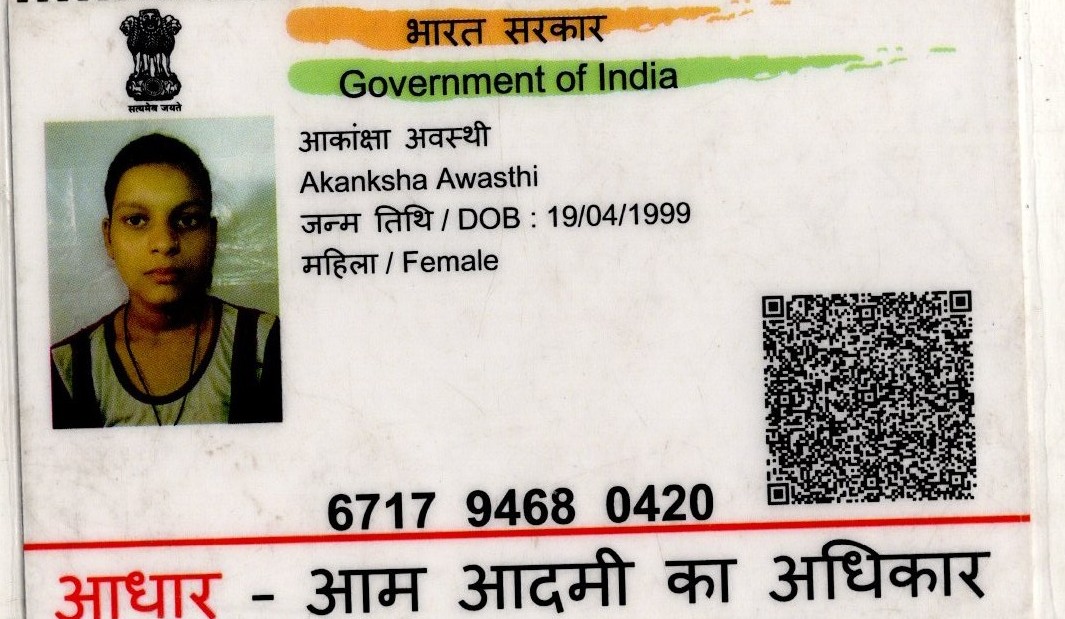 भारत सरकार
Government of India
सत्यमेव जयते
आकांक्षा अवस्थी
Akanksha Awasthi
जन्म तिथि / DOB : 19/04/1999
महिला / Female
6717 9468 0420
आधार - आम आदमी का अधिकार